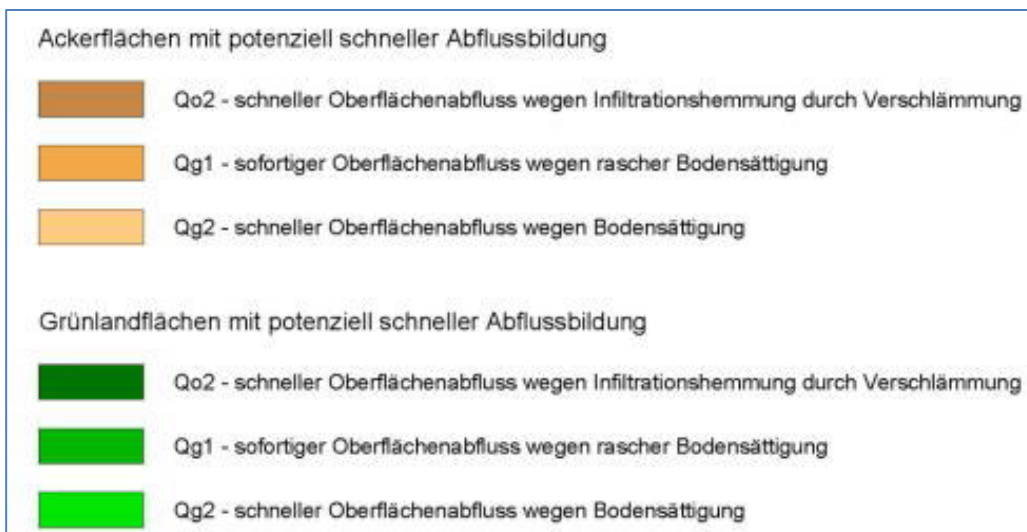 Ackerflächen mit potenziell schneller Abflussbildung
Qo2 - schneller Oberflächenabfluss wegen Infiltrationshemmung durch Verschlämmung
Qg1 - sofortiger Oberflächenabfluss wegen rascher Bodensättigung
Qg2 - schneller Oberflächenabfluss wegen Bodensättigung
Grünlandflächen mit potenziell schneller Abflussbildung
Qo2 - schneller Oberflächenabfluss wegen Infiltrationshemmung durch Verschlämmung
Qg1 - sofortiger Oberflächenabfluss wegen rascher Bodensättigung
Qg2 - schneller Oberflächenabfluss wegen Bodensättigung